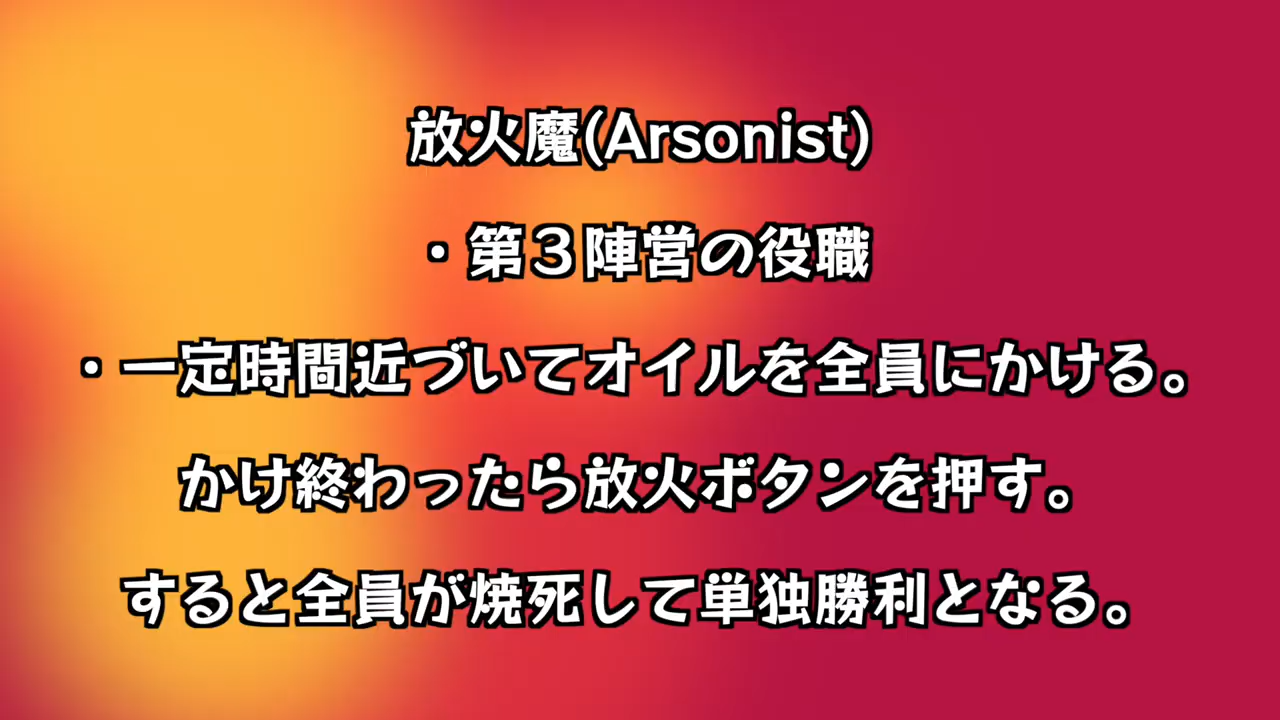 放火魔(Arsonist)
・第３陣営の役職
・一定時間近づいてオイルを全員にかける。
かけ終わったら放火ボタンを押す。
すると全員が焼死して単独勝利となる。